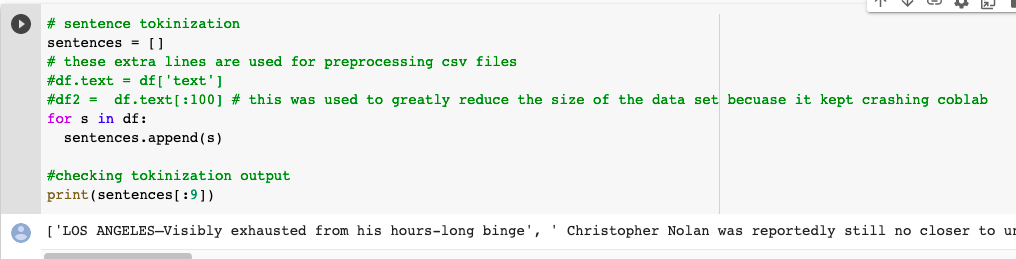 # sentence tokinization
sentences = []
# these extra lines are used for preprocessing csv files
#df.text = df['text']
#df2 =  df.text[:100] # this was used to greatly reduce the size of the data set becuase it kept crashing coblab
for s in df:
  sentences.append(s)
#checking tokinization output
print(sentences[:9])
['LOS ANGELES—Visibly exhausted from his hours-long binge', ' Christopher Nolan was reportedly still no closer to